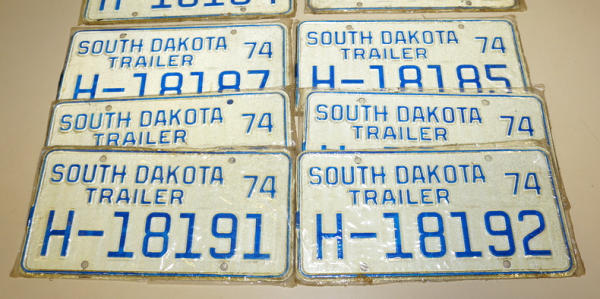 SOUTH DAKOTA 74
TRAILER
H-18187
SOUTH DAKOTA 74
TRAILER
H-18185
SOUTH DAKOTA
TRAILER 74
SOUTH DAKOTA
TRAILER 74
SOUTH DAKOTA 74
TRAILER
H-18191
SOUTH DAKOTA 74
TRAILER
H-18192